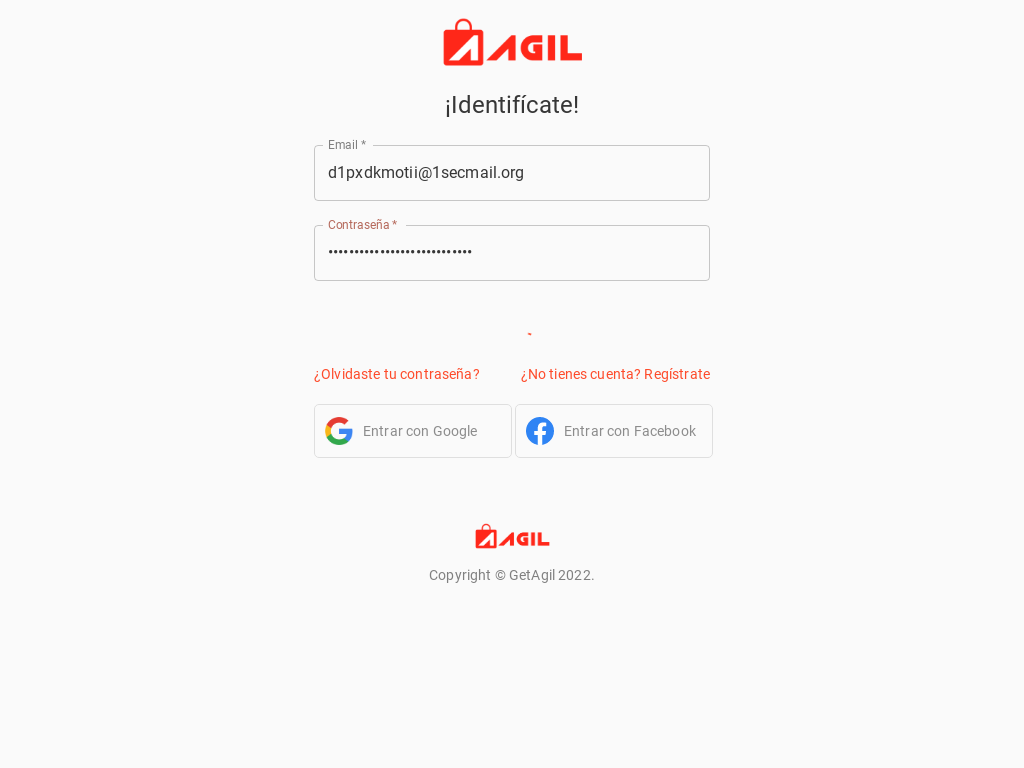 AGIL
¡Identifícate!
Email *
d1pxdkmotii@1secmail.org
Contraseña *
••••••••••••••••••••••••••••
¿Olvidaste tu contraseña?
¿No tienes cuenta? Regístrate
Entrar con Google
Entrar con Facebook
AGIL
Copyright © GetAgil 2022.